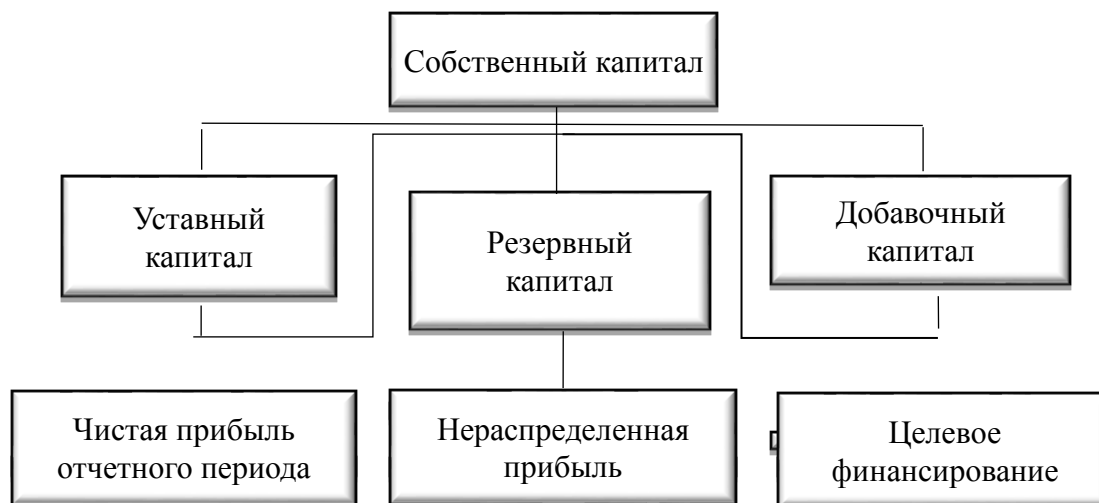 Собственный капитал
Уставный
капитал
Резервный
капитал
Добавочный
капитал
Чистая прибыль
отчетного периода
Нераспределенная
прибыль
Целевое
финансирование